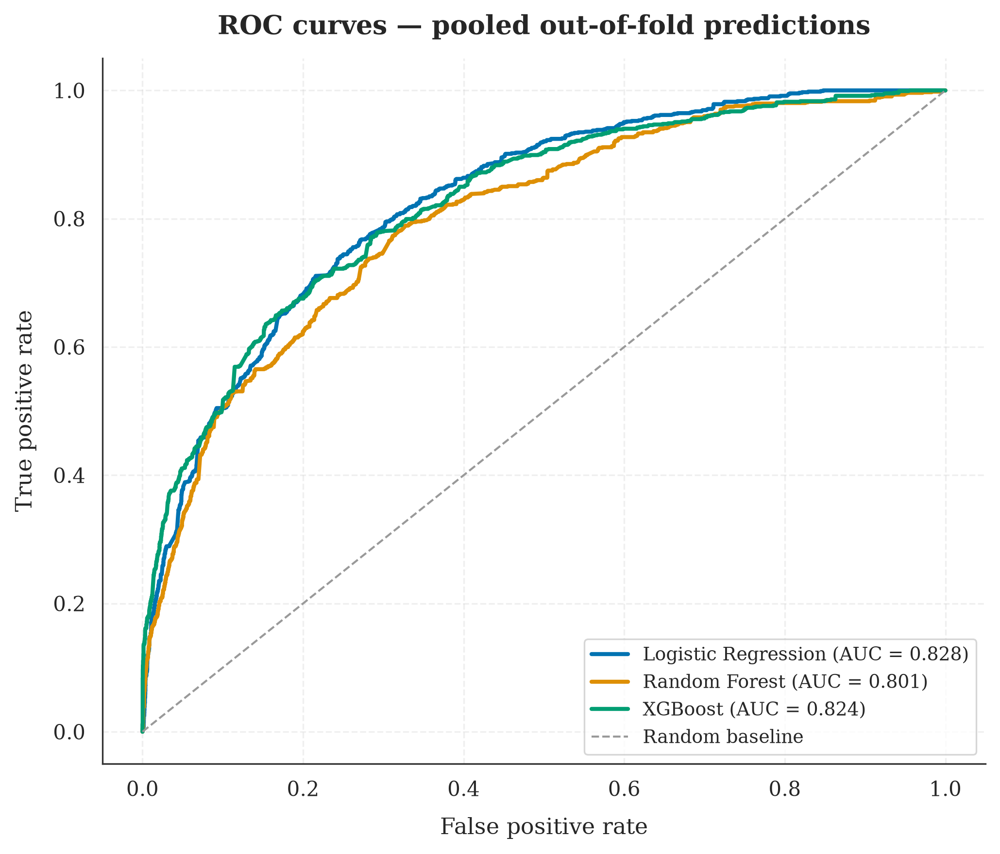 ROC curves — pooled out-of-fold predictions
True positive rate
1.0
0.8
0.6
0.4
0.2
0.0
0.0 0.2 0.4 0.6 0.8 1.0
False positive rate
Logistic Regression (AUC = 0.828)
Random Forest (AUC = 0.801)
XGBoost (AUC = 0.824)
Random baseline